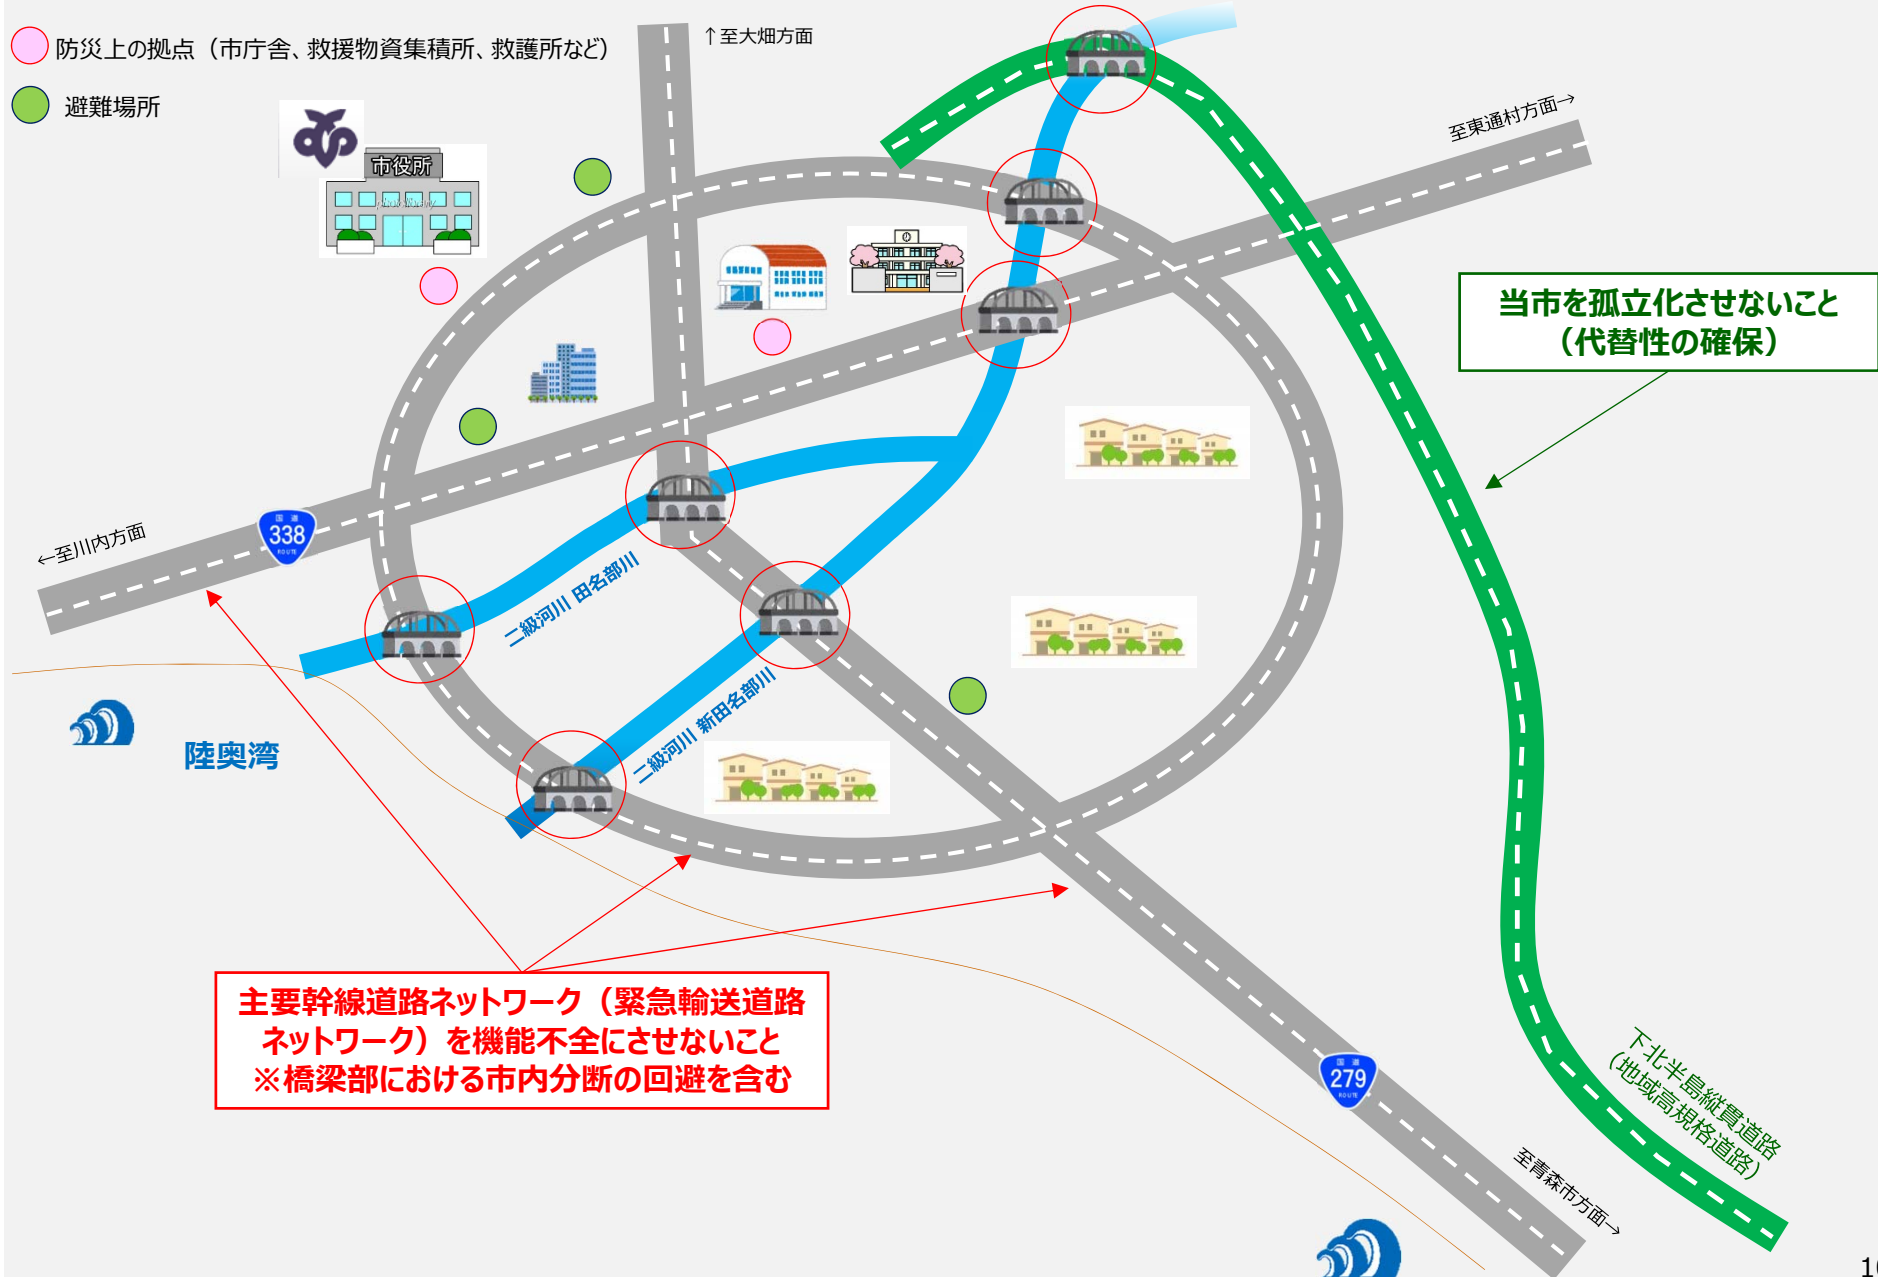 防災上の拠点（市庁舎、救援物資集積所、救護所など）
避難場所
↑至大畑方面
至東通村方面→
市役所
当市を孤立化させないこと
（代替性の確保）
←至川内方面
国道
338
ROUTE
二級河川 田名部川
二級河川 新田名部川
陸奥湾
主要幹線道路ネットワーク（緊急輸送道路
ネットワーク）を機能不全にさせないこと
※橋梁部における市内分断の回避を含む
国道
279
ROUTE
下北半島縦貫道路
（地域高規格道路）
至青森市方面→